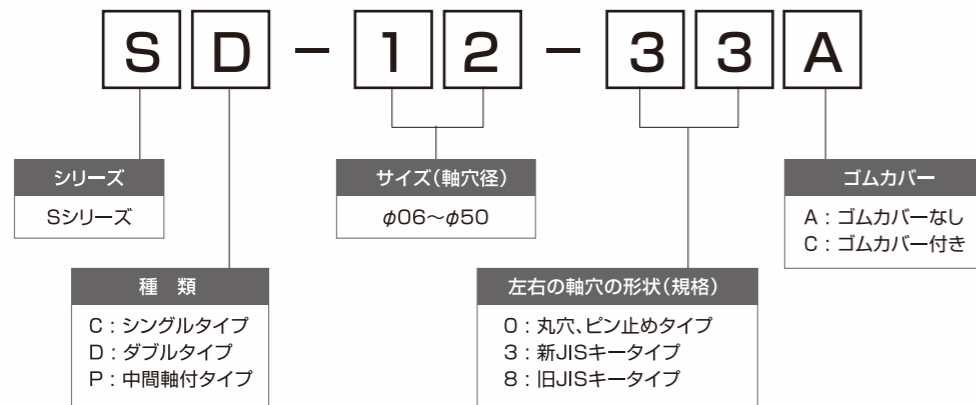 SD-12-33A
シリーズ
Sシリーズ
サイズ(軸穴径)
φ06〜φ50
ゴムカバー
A：ゴムカバーなし
C：ゴムカバー付き
種　類
C：シングルタイプ
D：ダブルタイプ
P：中間軸付タイプ
左右の軸穴の形状(規格)
0：丸穴、ピン止めタイプ
3：新JISキータイプ
8：旧JISキータイプ